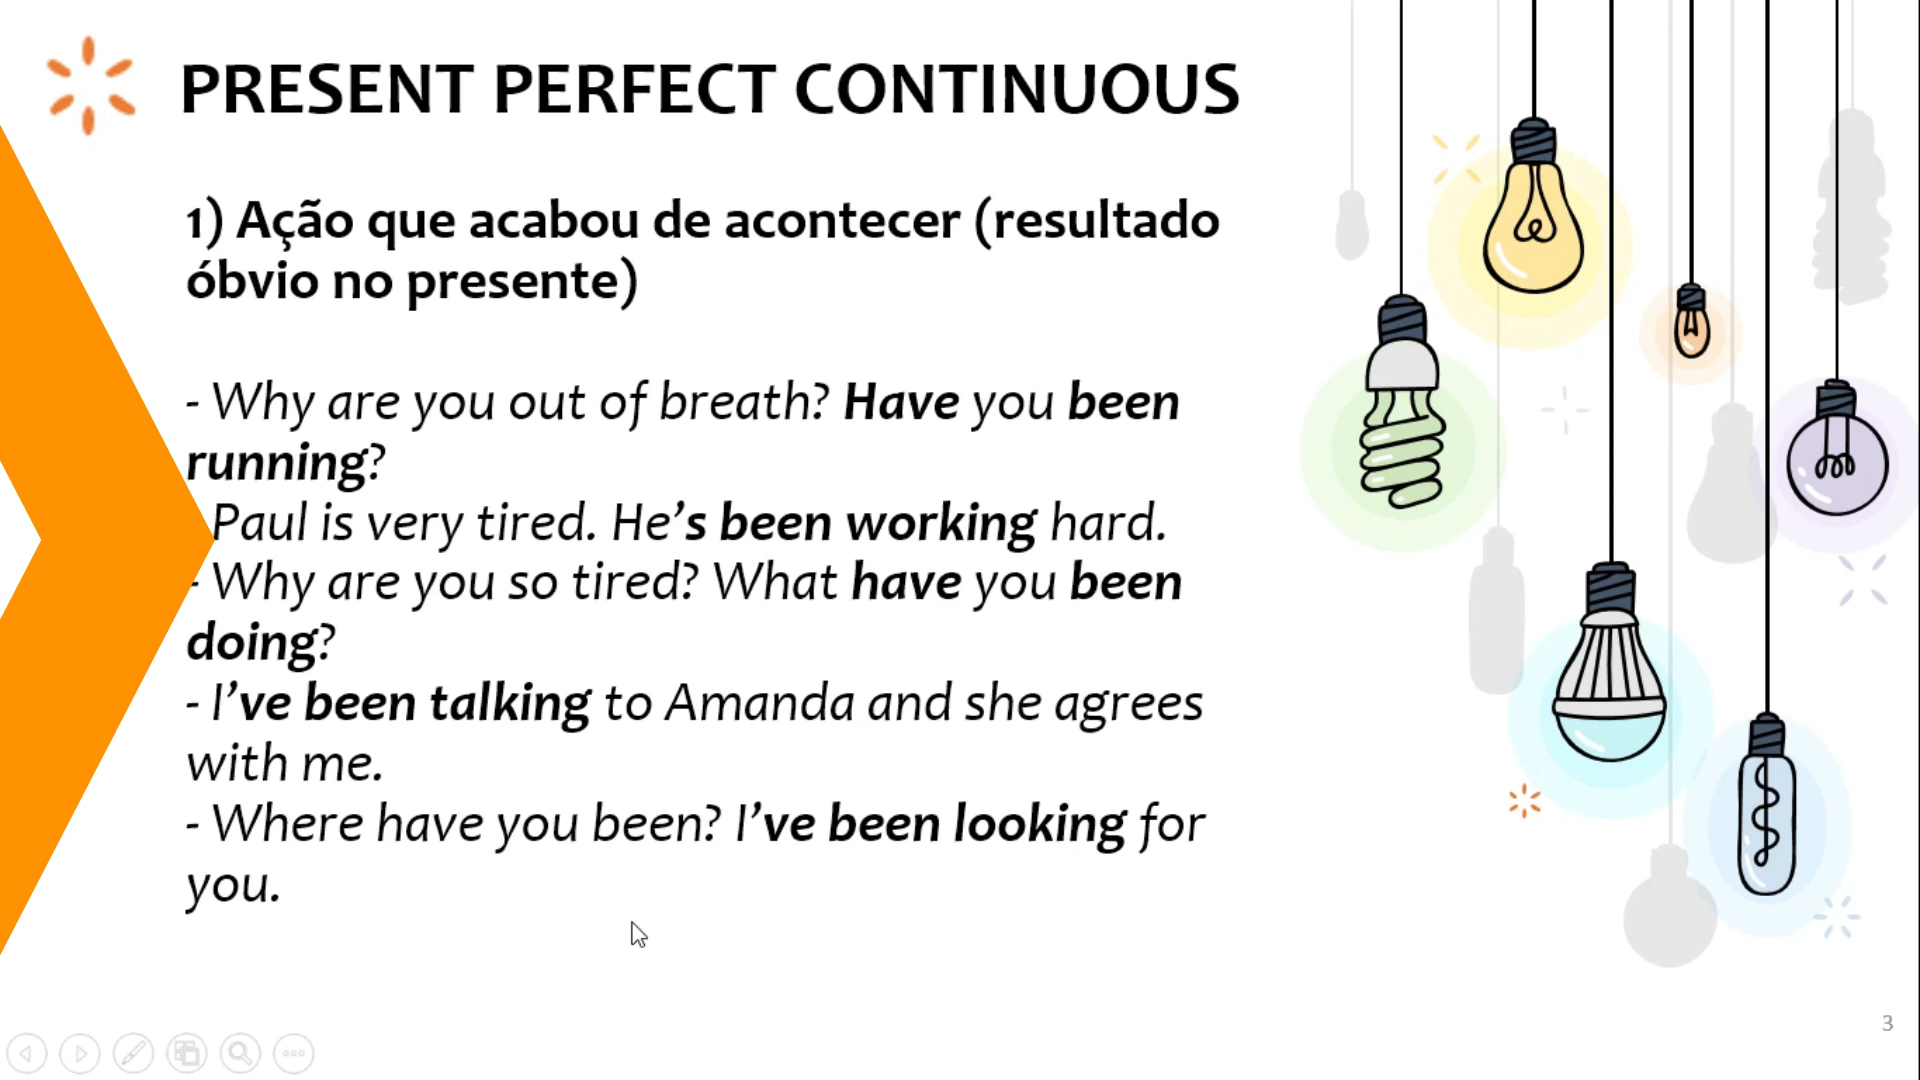 PRESENT PERFECT CONTINUOUS
1) Ação que acabou de acontecer (resultado
óbvio no presente)
- Why are you out of breath? Have you been
running?
Paul is very tired. He’s been working hard.
- Why are you so tired? What have you been
doing?
- I’ve been talking to Amanda and she agrees
with me.
- Where have you been? I’ve been looking for
you.
3